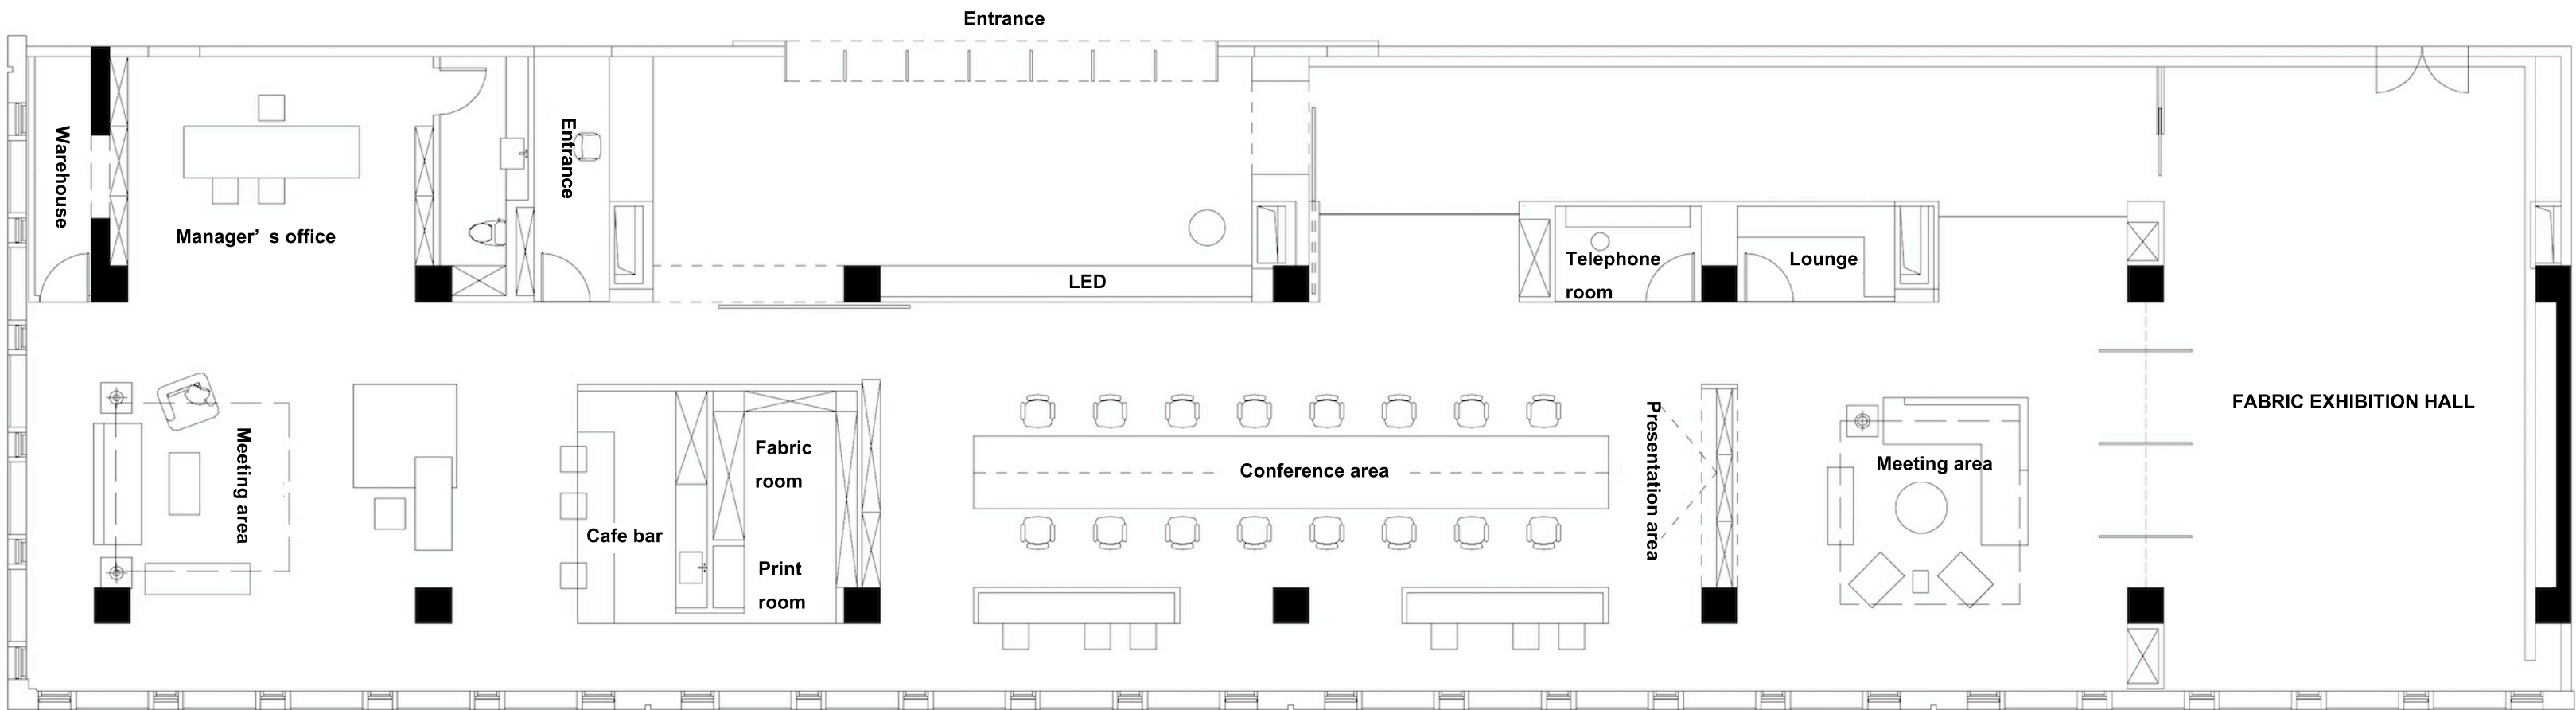 Entrance
Warehouse
Manager’ s office
Entrance
LED
Telephone
room
Lounge
Meeting area
Cafe bar
Fabric
room
Print
room
Conference area
Presentation area
Meeting area
FABRIC EXHIBITION HALL